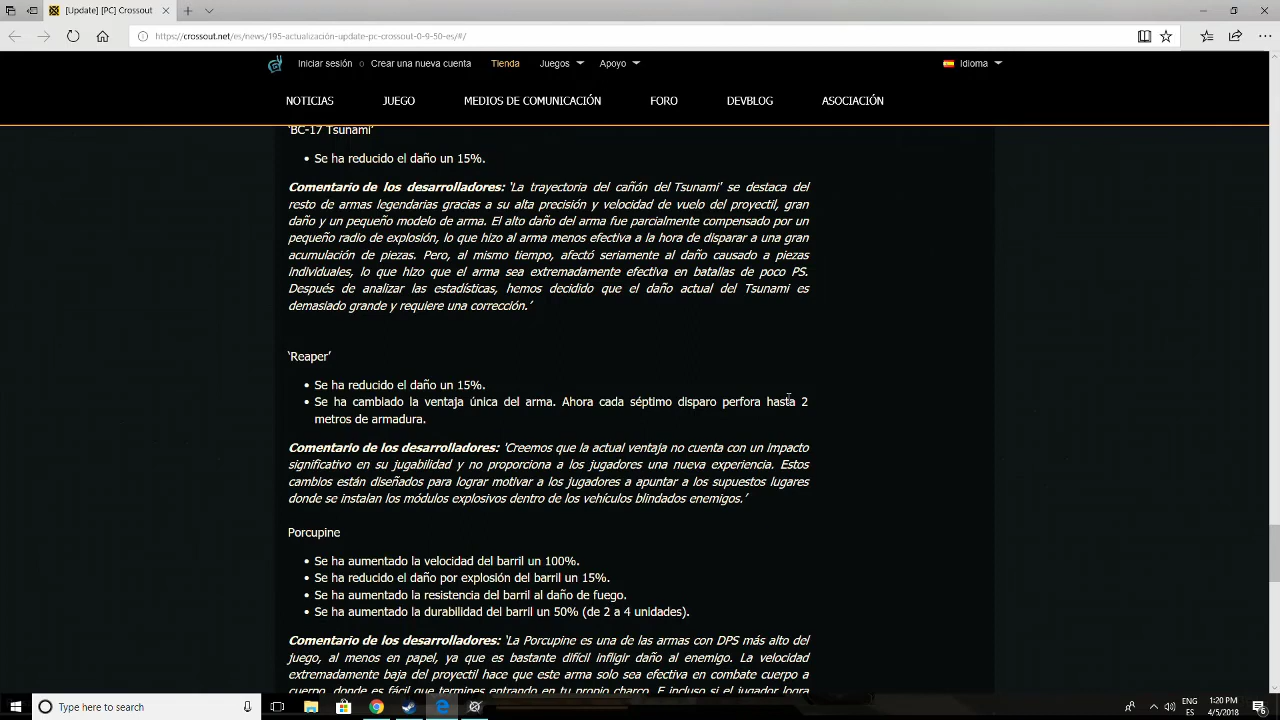 [Update] [PC] Crossout
https://crossout.net/es/news/195-actualización-update-pc-crossout-0-9-50-es/#/
Iniciar sesión o Crear una nueva cuenta Tienda Juegos Apoyo Idioma
NOTICIAS JUEGO MEDIOS DE COMUNICACIÓN FORO DEVBLOG ASOCIACIÓN
'BC-17 Tsunami'
• Se ha reducido el daño un 15%.
Comentario de los desarrolladores: 'La trayectoria del cañón del Tsunami' se destaca del
resto de armas legendarias gracias a su alta precisión y velocidad de vuelo del proyectil, gran
daño y un pequeño modelo de arma. El alto daño del arma fue parcialmente compensado por un
pequeño radio de explosión, lo que hizo al arma menos efectiva a la hora de disparar a una gran
acumulación de piezas. Pero, al mismo tiempo, afectó seriamente al daño causado a piezas
individuales, lo que hizo que el arma sea extremadamente efectiva en batallas de poco PS.
Después de analizar las estadísticas, hemos decidido que el daño actual del Tsunami es
demasiado grande y requiere una corrección.'
'Reaper'
• Se ha reducido el daño un 15%.
• Se ha cambiado la ventaja única del arma. Ahora cada séptimo disparo perfora hasta 2
metros de armadura.
Comentario de los desarrolladores: 'Creemos que la actual ventaja no cuenta con un impacto
significativo en su jugabilidad y no proporciona a los jugadores una nueva experiencia. Estos
cambios están diseñados para lograr motivar a los jugadores a apuntar a los supuestos lugares
donde se instalan los módulos explosivos dentro de los vehículos blindados enemigos.'
Porcupine
• Se ha aumentado la velocidad del barril un 100%.
• Se ha reducido el daño por explosión del barril un 15%.
• Se ha aumentado la resistencia del barril al daño de fuego.
• Se ha aumentado la durabilidad del barril un 50% (de 2 a 4 unidades).
Comentario de los desarrolladores: 'La Porcupine es una de las armas con DPS más alto del
juego, al menos en papel, ya que es bastante difícil infligir daño al enemigo. La velocidad
extremadamente baja del proyectil hace que este arma solo sea efectiva en combate cuerpo a
cuerpo, donde es fácil que termines entrando en tu propio charco. E incluso si el jugador logra
Type here to search
ENG 1:20 PM
ES 4/5/2018
6